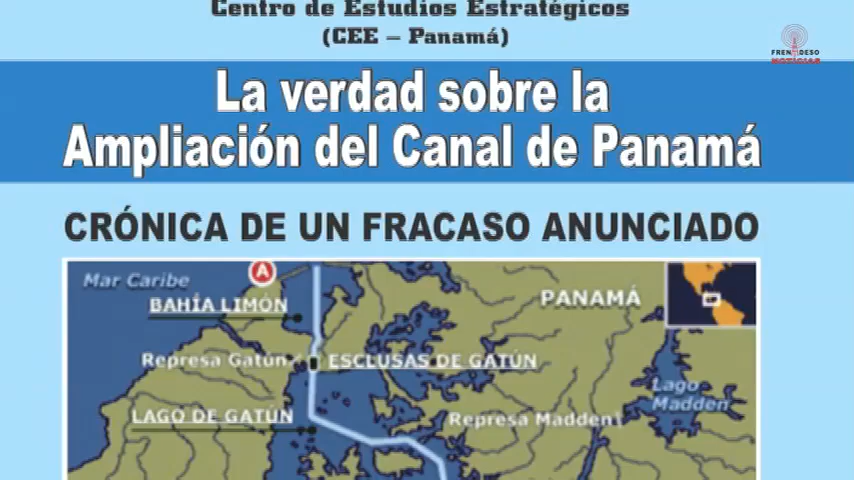 Centro de Estudios Estratégicos
(CEE – Panamá)
FRENADESO
NOTICIAS
La verdad sobre la
Ampliación del Canal de Panamá
CRÓNICA DE UN FRACASO ANUNCIADO
Mar Caribe
A
BAHÍA LIMÓN
PANAMÁ
Represa Gatún
ESCLUSAS DE GATÚN
Lago
Madden
LAGO DE GATÚN
Represa Madden